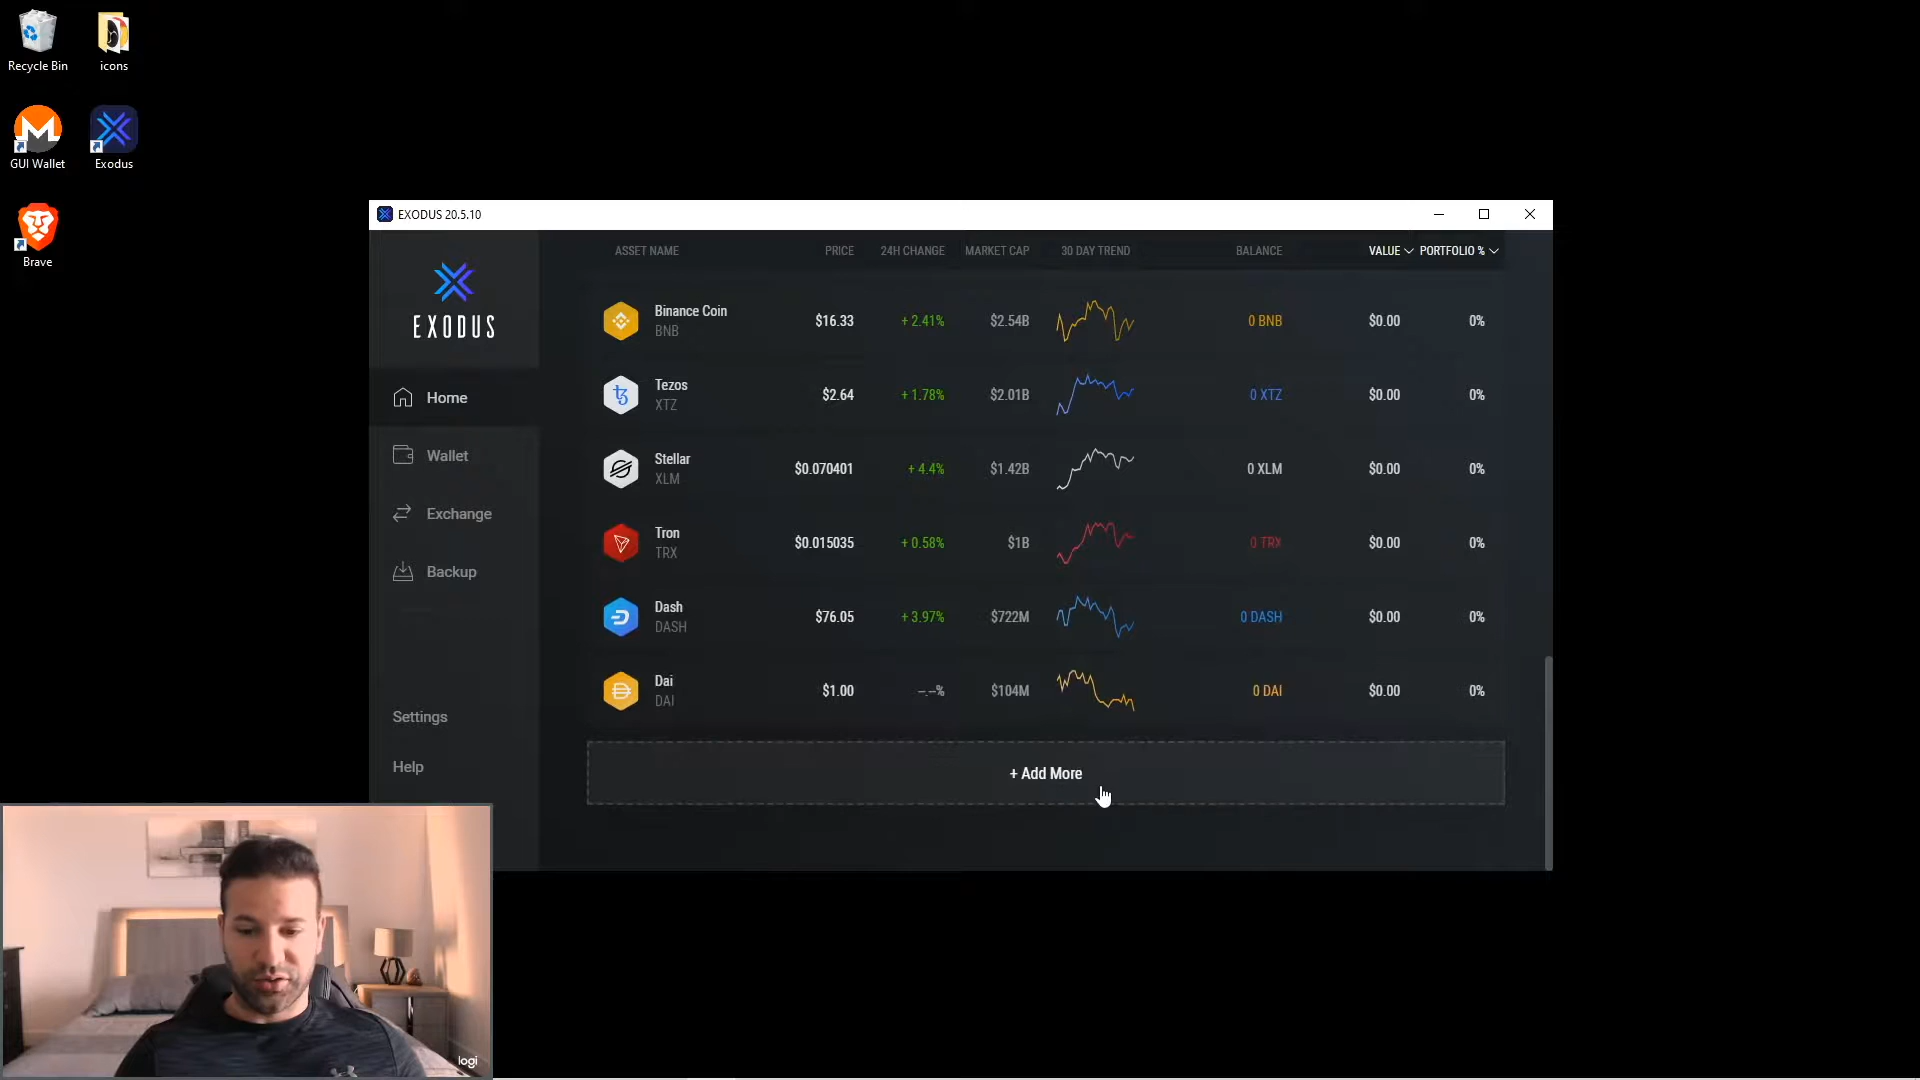 Recycle Bin
icons
GUI Wallet
Exodus
Brave
EXODUS 20.5.10
EXODUS
Home
Wallet
Exchange
Backup
Settings
Help
ASSET NAME PRICE 24H CHANGE MARKET CAP 30 DAY TREND BALANCE VALUE PORTFOLIO %
Binance Coin
BNB
$16.33 + 2.41% $2.54B 0 BNB $0.00 0%
Tezos
XTZ
$2.64 + 1.78% $2.01B 0 XTZ $0.00 0%
Stellar
XLM
$0.070401 + 4.4% $1.42B 0 XLM $0.00 0%
Tron
TRX
$0.015035 + 0.58% $1B 0 TRX $0.00 0%
Dash
DASH
$76.05 + 3.97% $722M 0 DASH $0.00 0%
Dai
DAI
$1.00 –.–% $104M 0 DAI $0.00 0%
+ Add More
logi